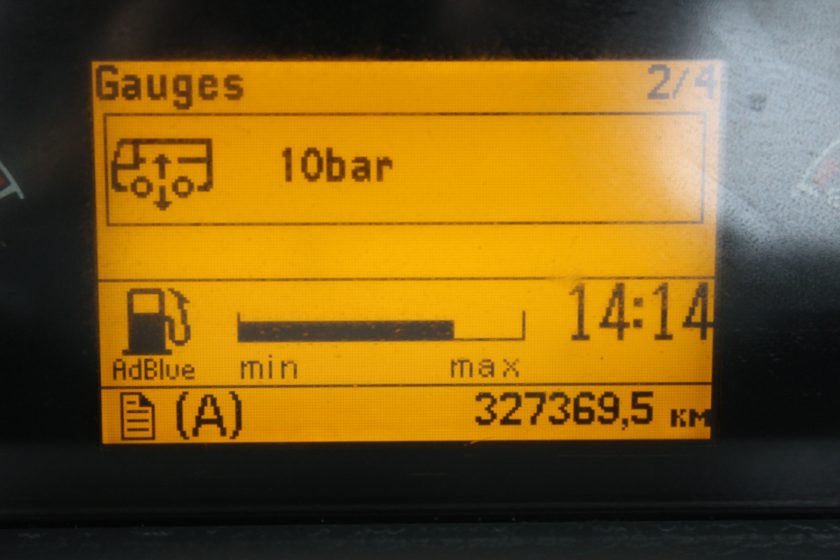 Gauges 2/4
10bar
14:14
AdBlue min max
(A) 327369,5 км